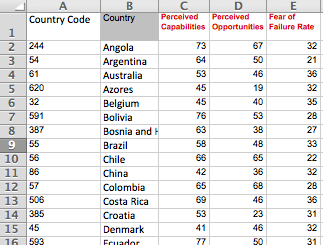 A B C D E
1 Country Code Country Perceived Capabilities Perceived Opportunities Fear of Failure Rate
2 244 Angola 73 67 32
3 54 Argentina 64 50 21
4 61 Australia 53 46 36
5 620 Azores 45 19 32
6 32 Belgium 45 40 35
7 591 Bolivia 76 53 28
8 387 Bosnia and H 63 38 27
9 55 Brazil 58 48 33
10 56 Chile 66 65 22
11 86 China 42 36 32
12 57 Colombia 65 68 28
13 506 Costa Rica 69 46 36
14 385 Croatia 53 23 31
15 45 Denmark 41 46 32
16 593 Ecuador 77 50 31